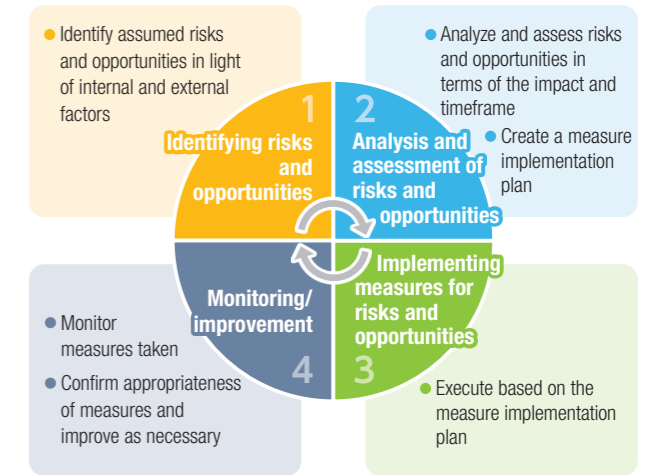 ● Identify assumed risks
and opportunities in light
of internal and external
factors
1
Identifying risks
and
opportunities
2
Analysis and
assessment of
risks and
opportunities
● Analyze and assess risks
and opportunities in
terms of the impact and
timeframe
● Create a measure
implementation
plan
Implementing
measures for
risks and
opportunities
3
● Execute based on the
measure implementation
plan
Monitoring/
improvement
4
● Monitor
measures taken
● Confirm appropriateness
of measures and
improve as necessary